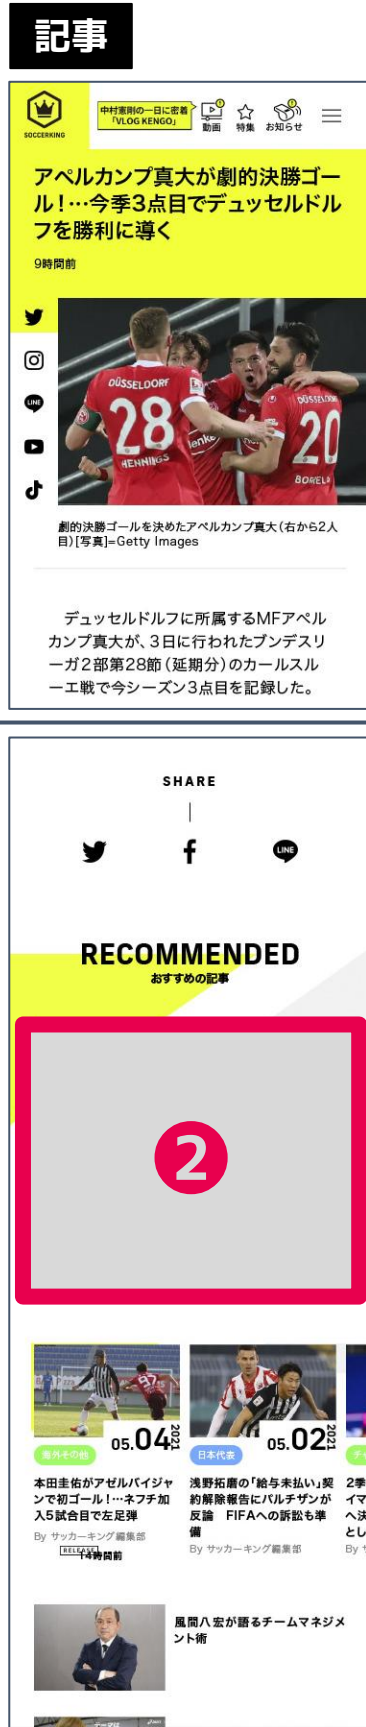 記事
SOCCERKING
中村憲剛の一日に密着
「VLOG KENGO」
動画
特集
お知らせ
アペルカンプ真大が劇的決勝ゴー
ル！…今季3点目でデュッセルドル
フを勝利に導く
9時間前
LINE
DÜSSELDORF
28
HENNINGS
DÜSSELDORF
20
BORELLO
劇的決勝ゴールを決めたアペルカンプ真大（右から2人
目）[写真]=Getty Images
デュッセルドルフに所属するMFアペル
カンプ真大が、3日に行われたブンデスリ
ーガ2部第28節（延期分）のカールスル
ーエ戦で今シーズン3点目を記録した。
SHARE
LINE
RECOMMENDED
おすすめの記事
2
97
05.04 2021
海外その他
本田圭佑がアゼルバイジャ
ンで初ゴール！…ネフチ加
入5試合目で左足弾
By サッカーキング編集部
RELEASE
14時間前
05.02 2021
日本代表
浅野拓磨の「給与未払い」契
約解除報告にパルチザンが
反論　FIFAへの訴訟も準
備
By サッカーキング編集部
2季
イマ
へ決
とし
By
風間八宏が語るチームマネジメ
ント術